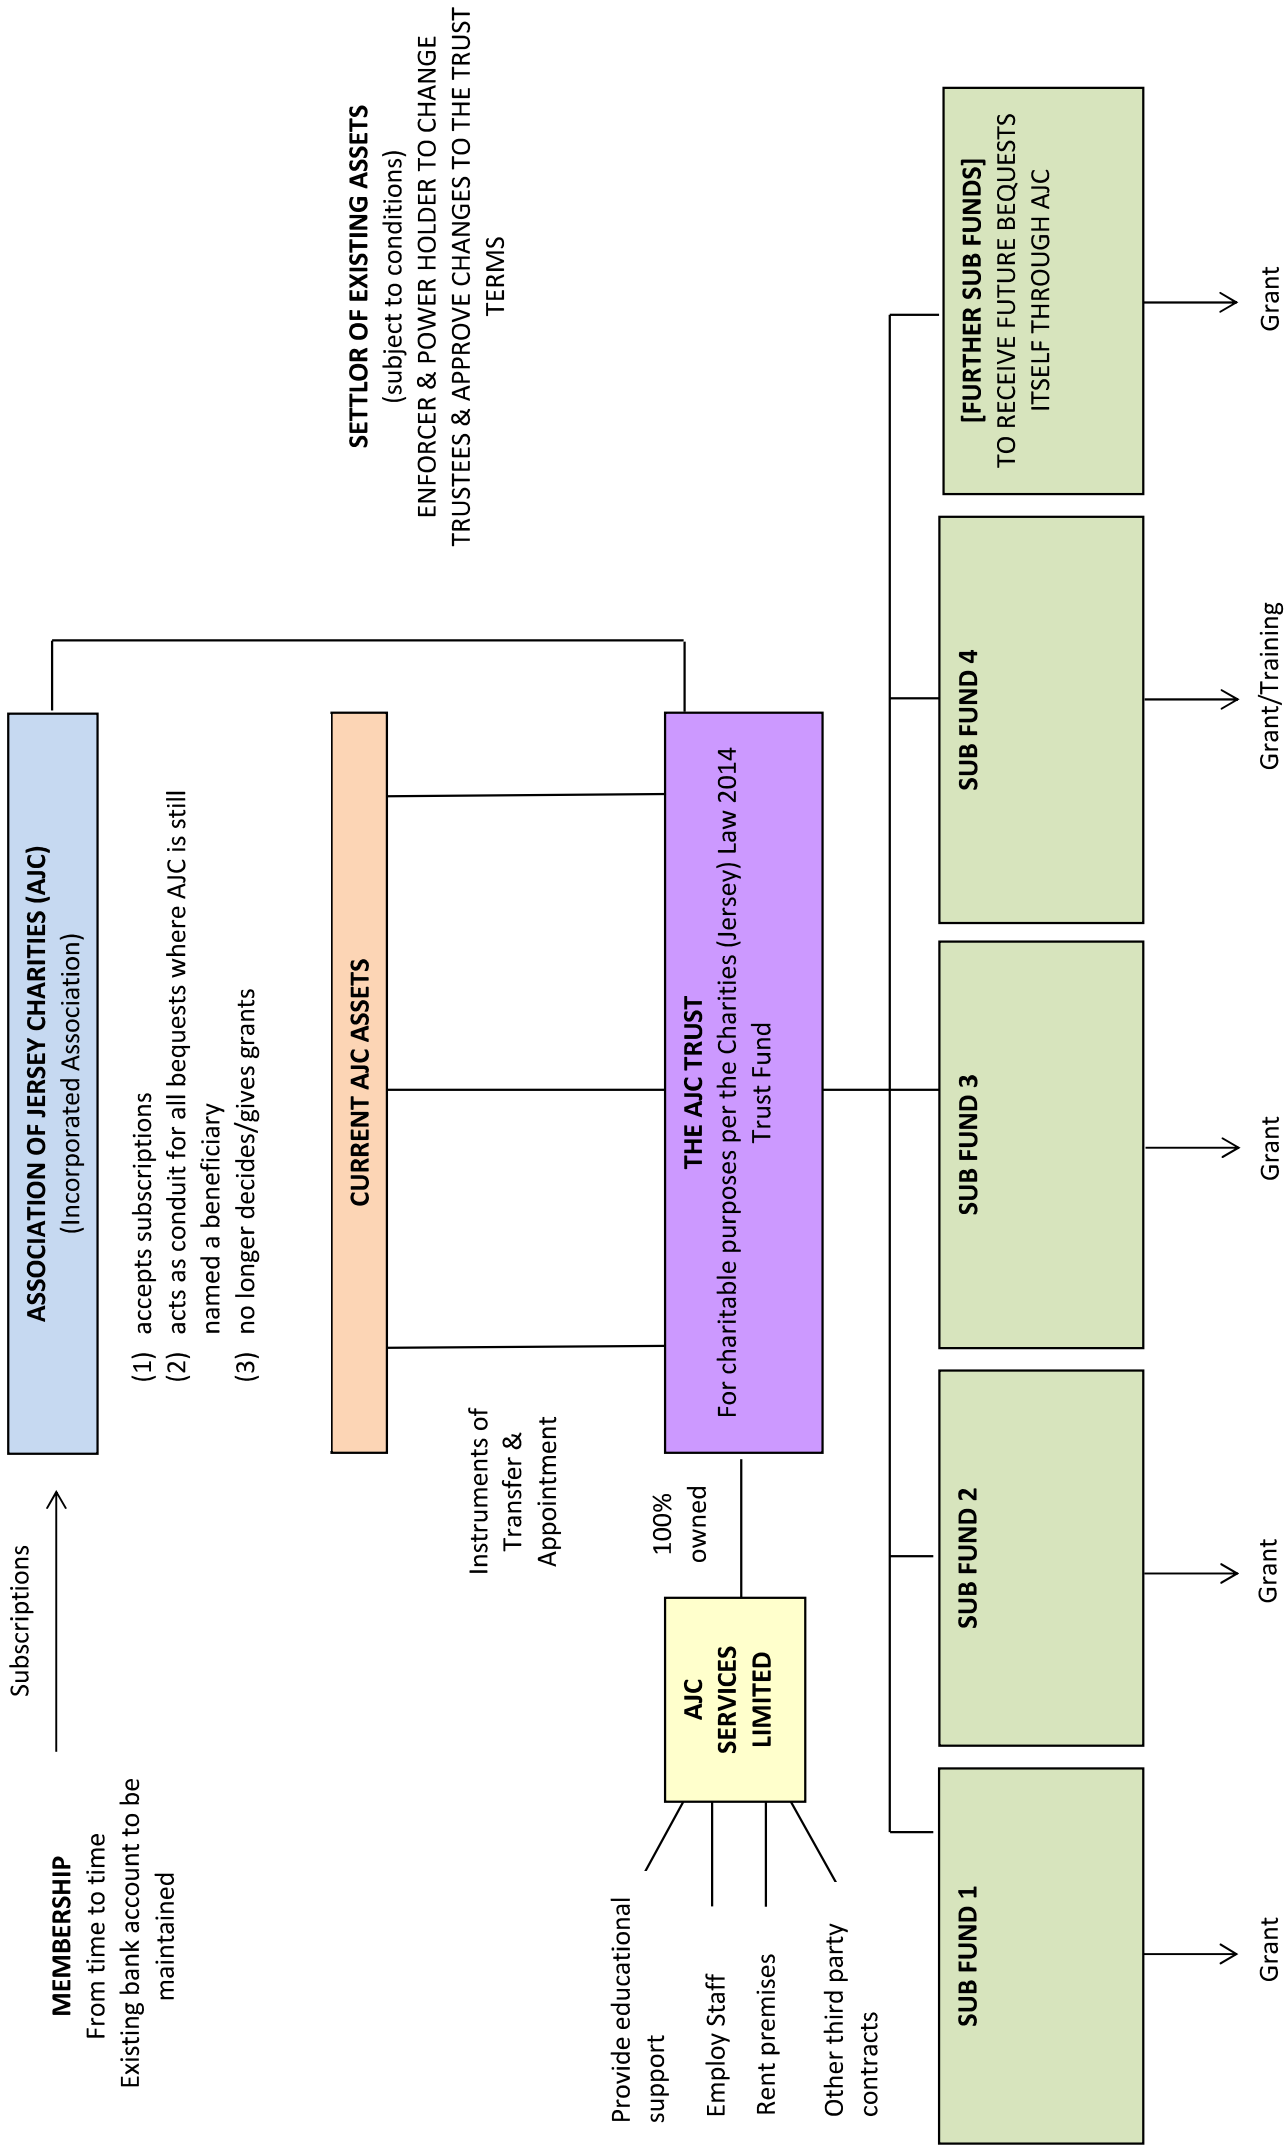 Subscriptions
MEMBERSHIP
From time to time
Existing bank account to be
maintained
ASSOCIATION OF JERSEY CHARITIES (AJC)
(Incorporated Association)
(1) accepts subscriptions
(2) acts as conduit for all bequests where AJC is still
named a beneficiary
(3) no longer decides/gives grants
SETTLOR OF EXISTING ASSETS
(subject to conditions)
ENFORCER & POWER HOLDER TO CHANGE
TRUSTEES & APPROVE CHANGES TO THE TRUST
TERMS
CURRENT AJC ASSETS
Instruments of
Transfer &
Appointment
100%
owned
THE AJC TRUST
For charitable purposes per the Charities (Jersey) Law 2014
Trust Fund
AJC
SERVICES
LIMITED
Provide educational
support
Employ Staff
Rent premises
Other third party
contracts
SUB FUND 1
SUB FUND 2
SUB FUND 3
SUB FUND 4
[FURTHER SUB FUNDS]
TO RECEIVE FUTURE BEQUESTS
ITSELF THROUGH AJC
Grant
Grant
Grant
Grant/Training
Grant